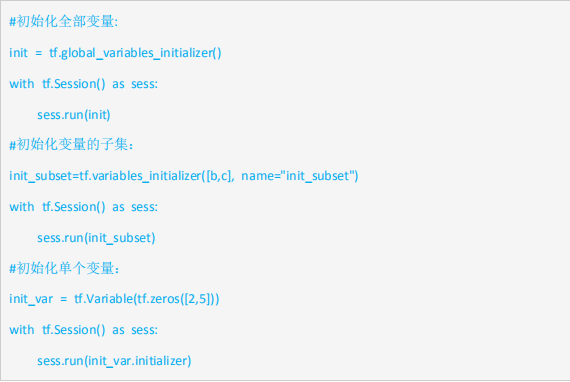 #初始化全部变量:
init = tf.global_variables_initializer()
with tf.Session() as sess:
sess.run(init)
#初始化变量的子集：
init_subset=tf.variables_initializer([b,c], name="init_subset")
with tf.Session() as sess:
sess.run(init_subset)
#初始化单个变量：
init_var = tf.Variable(tf.zeros([2,5]))
with tf.Session() as sess:
sess.run(init_var.initializer)